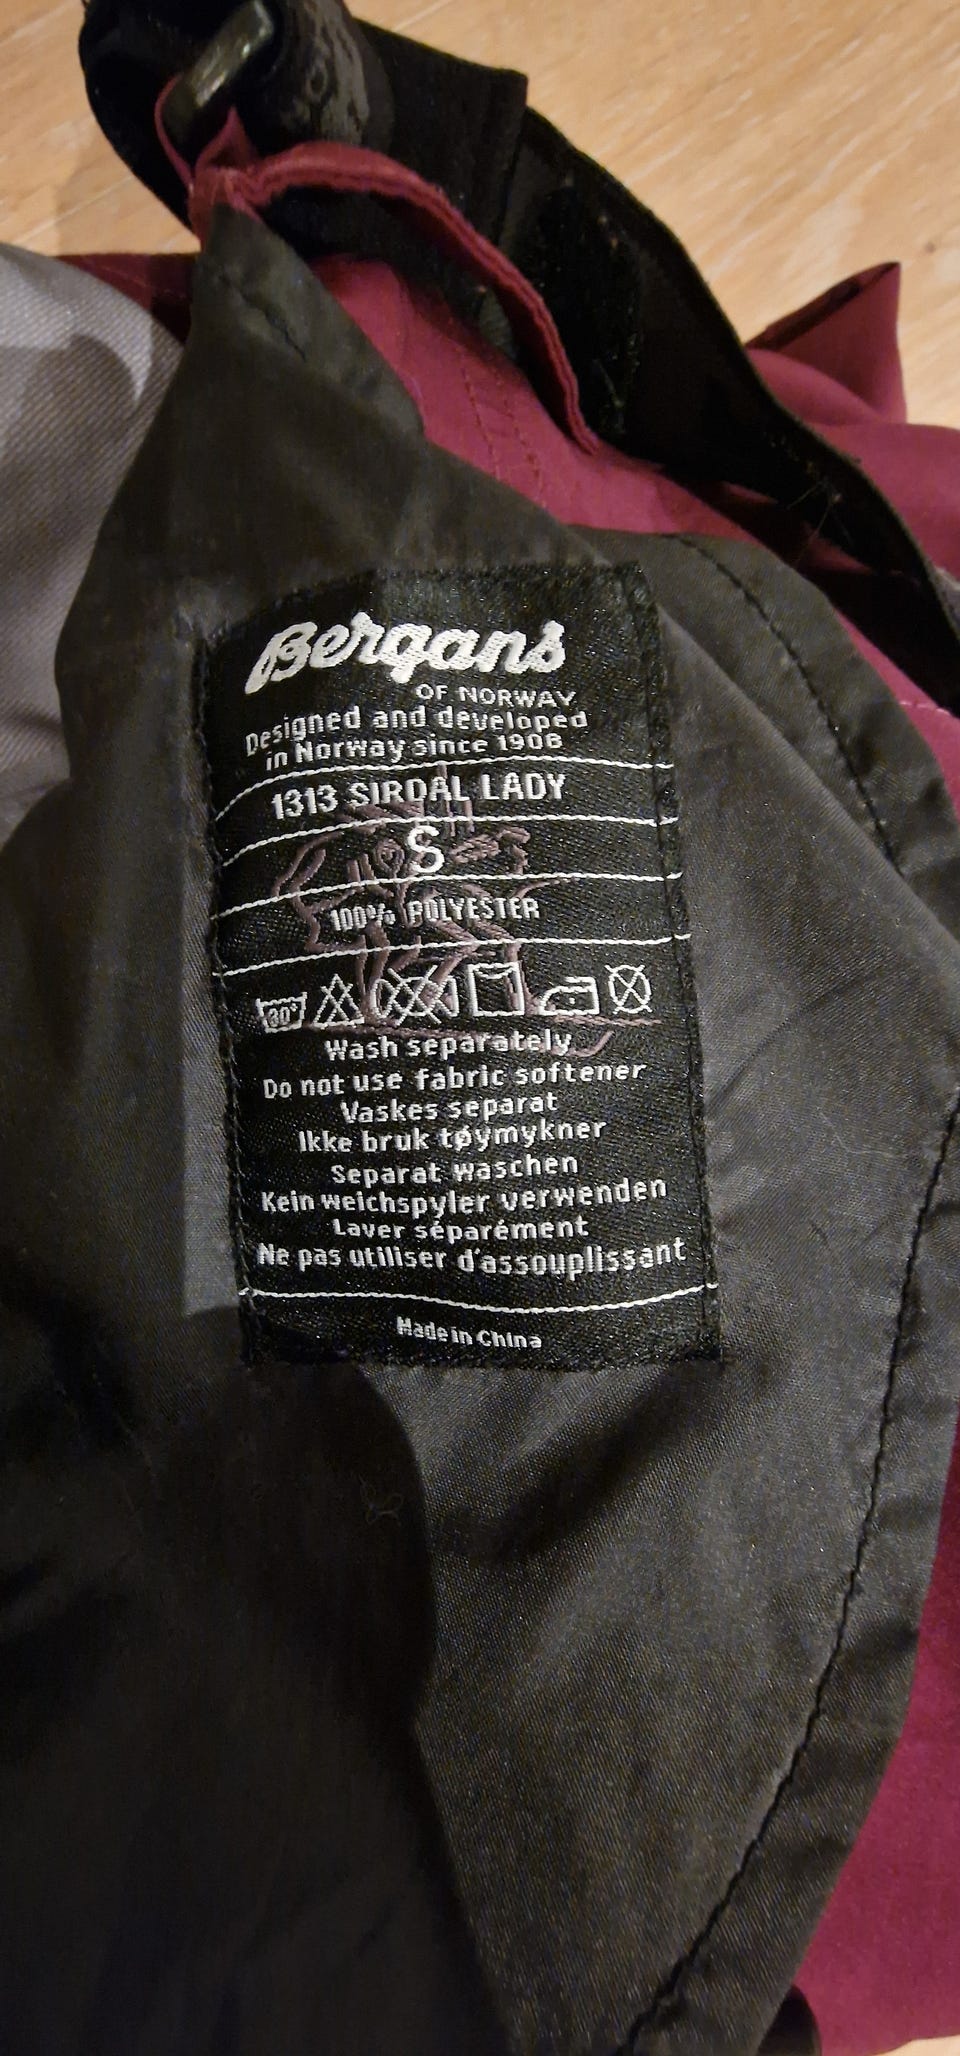 Bergans
OF NORWAY
Designed and developed
in Norway since 1908
1313 SIRDAL LADY
S
100% POLYESTER
30°
Wash separately
Do not use fabric softener
Vaskes separat
Ikke bruk tøymykner
Separat waschen
Kein weichspyler verwenden
Laver séparément
Ne pas utiliser d'assouplissant
Made in China